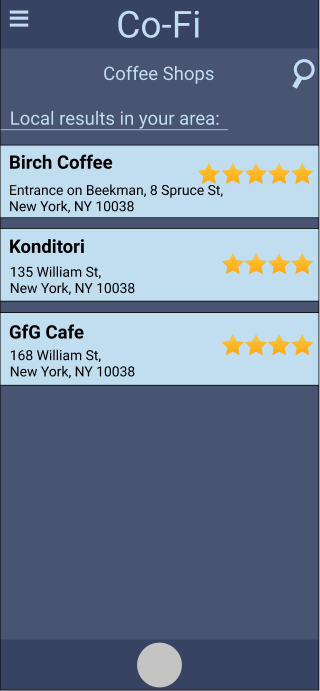 Co-Fi
Coffee Shops
Local results in your area:
Birch Coffee
Entrance on Beekman, 8 Spruce St,
New York, NY 10038
Konditori
135 William St,
New York, NY 10038
GfG Cafe
168 William St,
New York, NY 10038